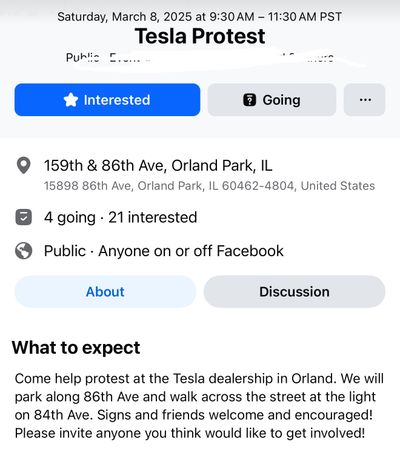 Saturday, March 8, 2025 at 9:30 AM – 11:30 AM PST
Tesla Protest
Public · Event
Interested
Going
159th & 86th Ave, Orland Park, IL
15898 86th Ave, Orland Park, IL 60462-4804, United States
4 going · 21 interested
Public · Anyone on or off Facebook
About
Discussion
What to expect
Come help protest at the Tesla dealership in Orland. We will
park along 86th Ave and walk across the street at the light
on 84th Ave. Signs and friends welcome and encouraged!
Please invite anyone you think would like to get involved!